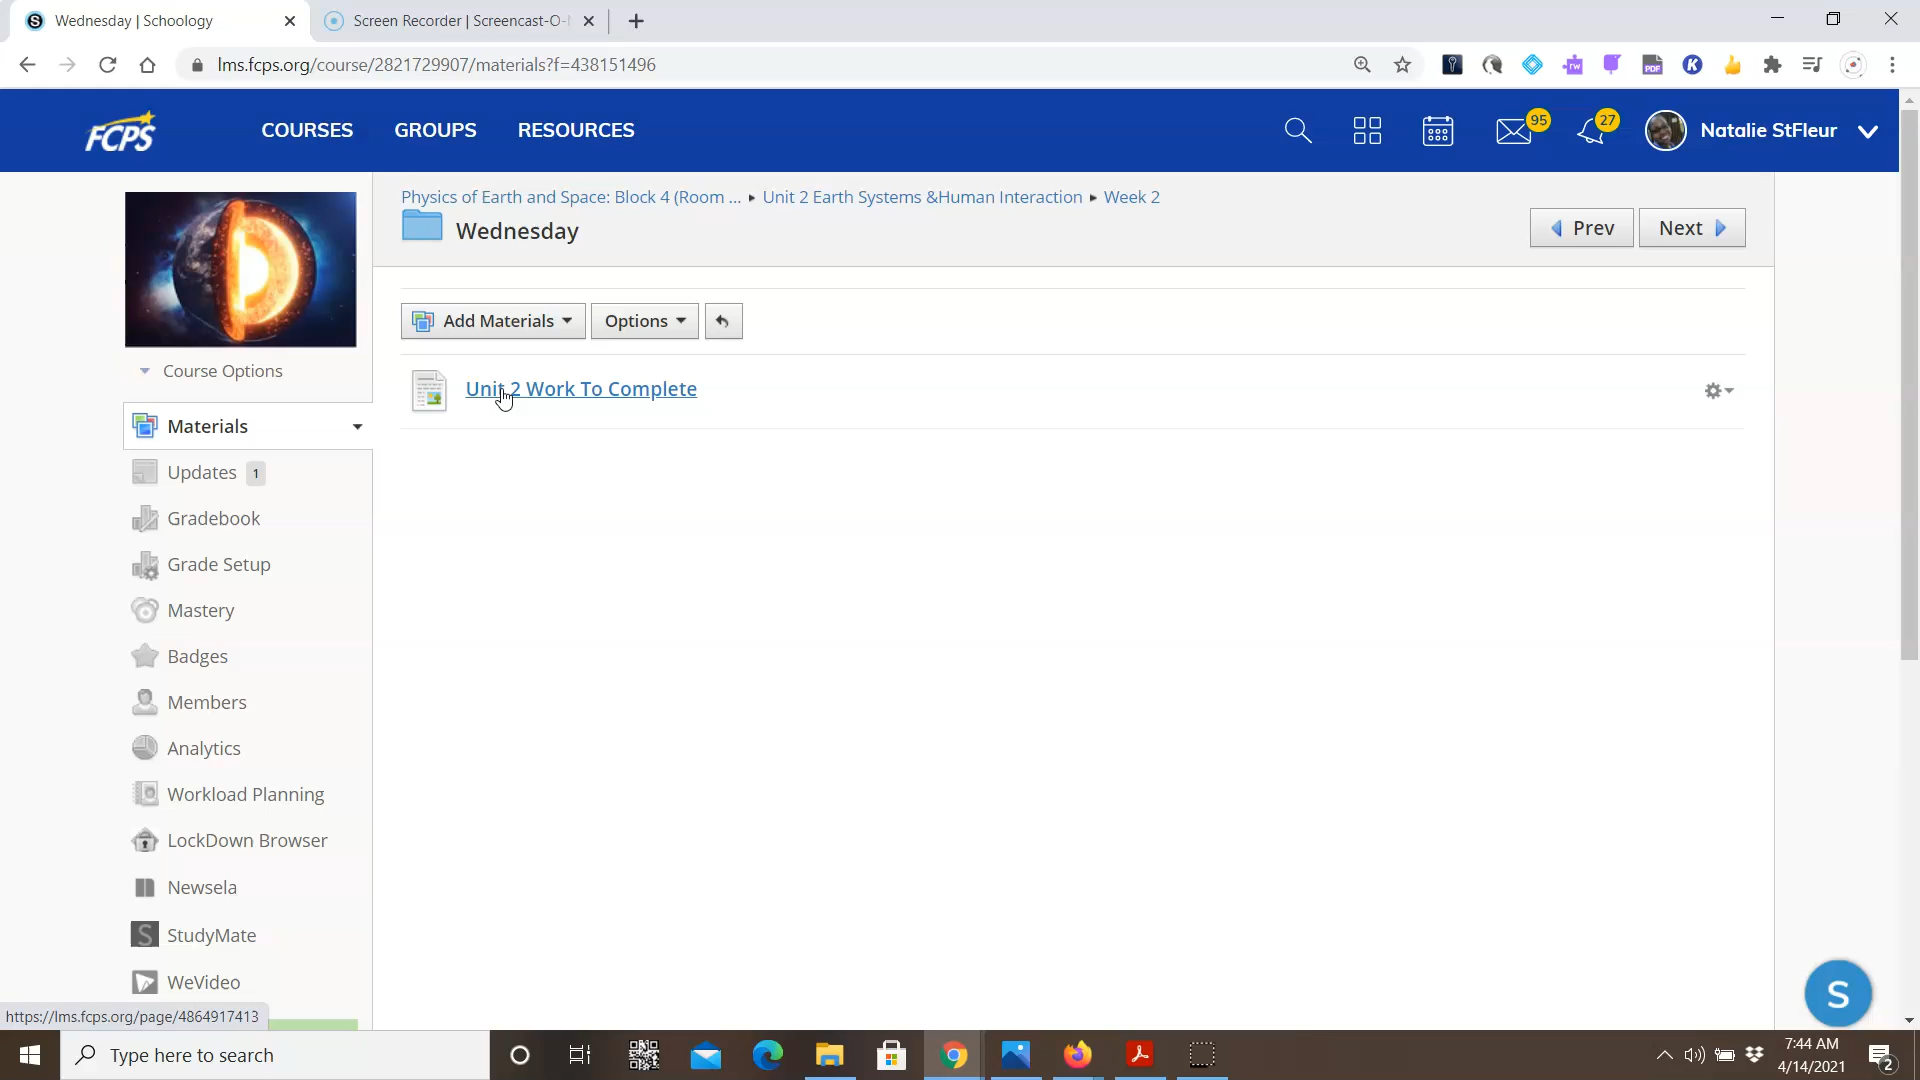 Wednesday | Schoology
Screen Recorder | Screencast-O-
lms.fcps.org/course/2821729907/materials?f=438151496
FCPS
COURSES
GROUPS
RESOURCES
95
27
Natalie StFleur
Physics of Earth and Space: Block 4 (Room ... ▸ Unit 2 Earth Systems &Human Interaction ▸ Week 2
Wednesday
Prev
Next
Add Materials
Options
Course Options
Unit 2 Work To Complete
Materials
Updates 1
Gradebook
Grade Setup
Mastery
Badges
Members
Analytics
Workload Planning
LockDown Browser
Newsela
StudyMate
WeVideo
https://lms.fcps.org/page/4864917413
S
Type here to search
7:44 AM
4/14/2021
2